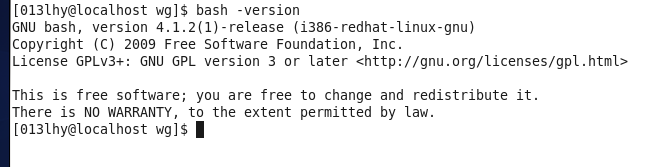 [013lhy@localhost wg]$ bash -version
GNU bash, version 4.1.2(1)-release (i386-redhat-linux-gnu)
Copyright (C) 2009 Free Software Foundation, Inc.
License GPLv3+: GNU GPL version 3 or later <http://gnu.org/licenses/gpl.html>

This is free software; you are free to change and redistribute it.
There is NO WARRANTY, to the extent permitted by law.
[013lhy@localhost wg]$